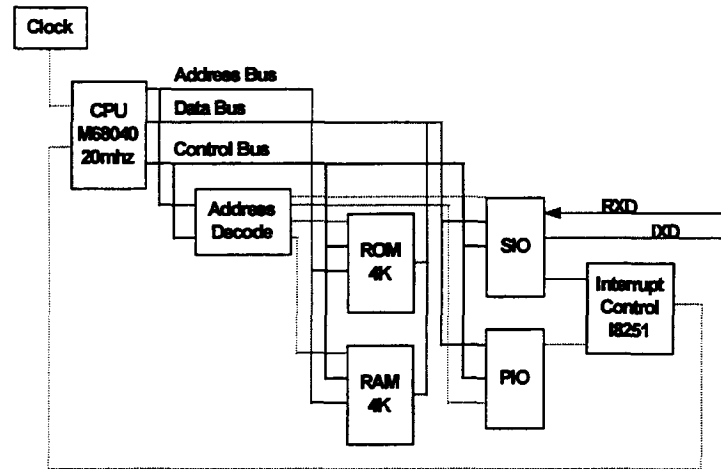 Clock
CPU
M68040
20mhz
Address Bus
Data Bus
Control Bus
Address
Decode
ROM
4K
RAM
4K
SIO
PIO
RXD
TXD
Interrupt
Control
I8251